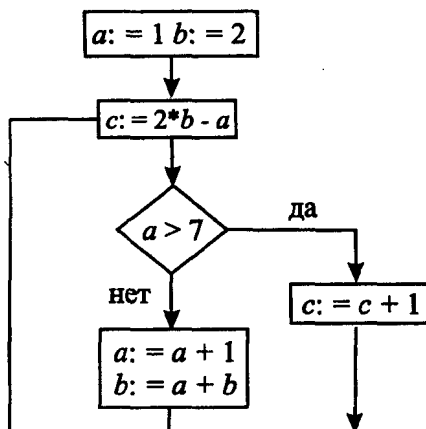 a: = 1 b: = 2
c: = 2*b - a
a > 7
да
нет
c: = c + 1
a: = a + 1
b: = a + b